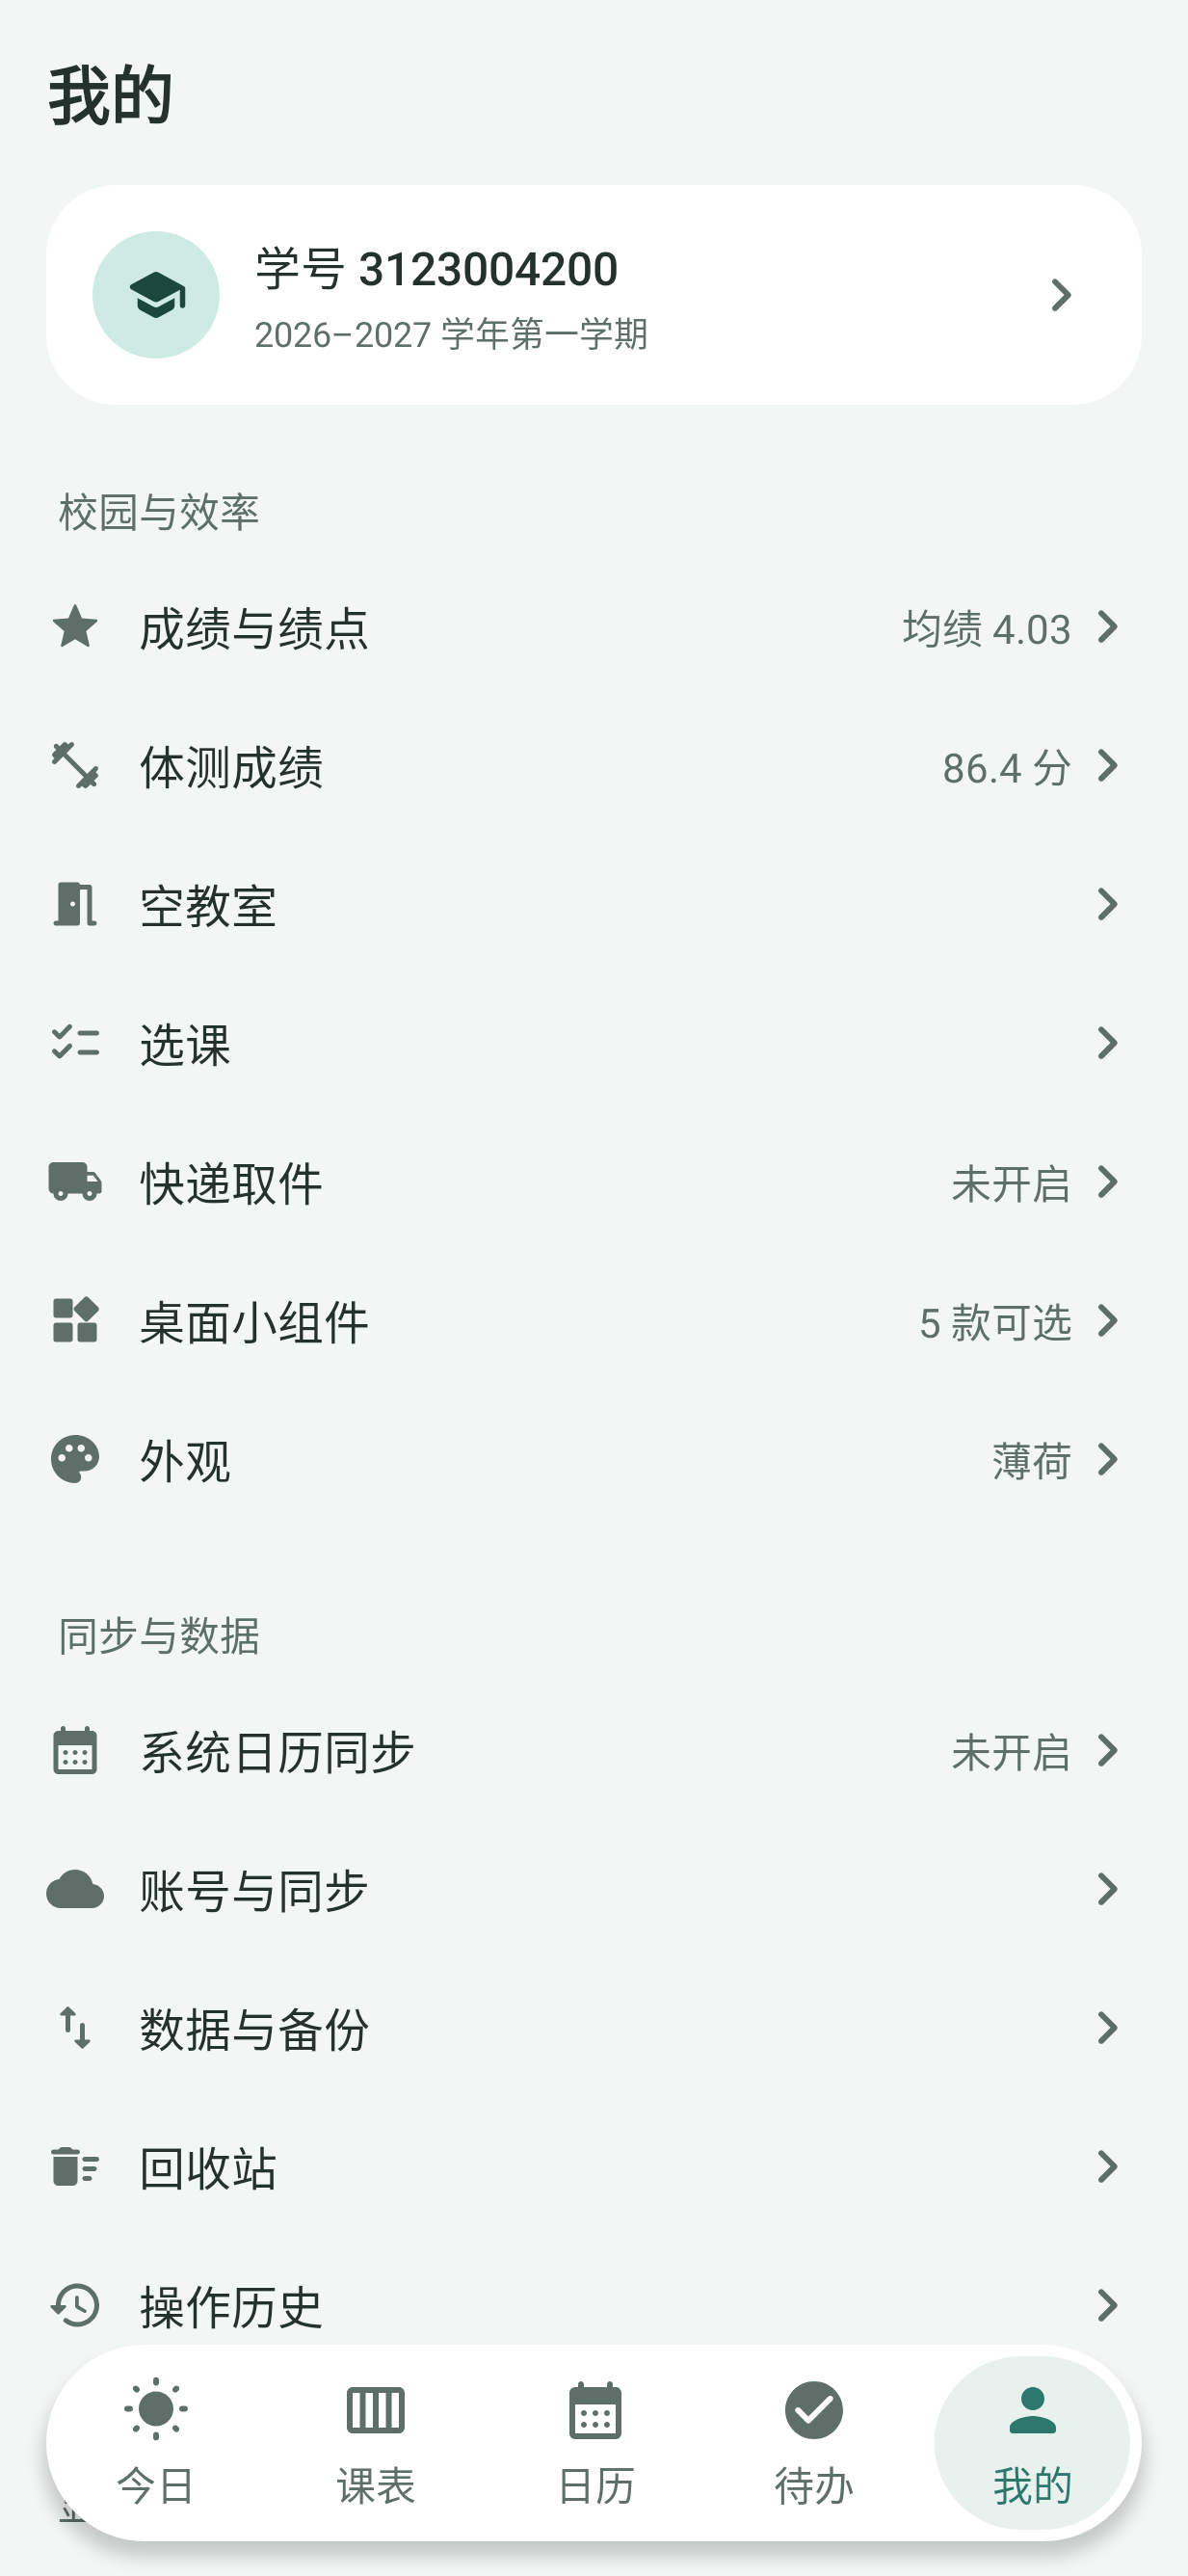 我的
学号 3123004200
2026–2027 学年第一学期
校园与效率
成绩与绩点 均绩 4.03
体测成绩 86.4 分
空教室
选课
快递取件 未开启
桌面小组件 5 款可选
外观 薄荷
同步与数据
系统日历同步 未开启
账号与同步
数据与备份
回收站
操作历史
今日 课表 日历 待办 我的